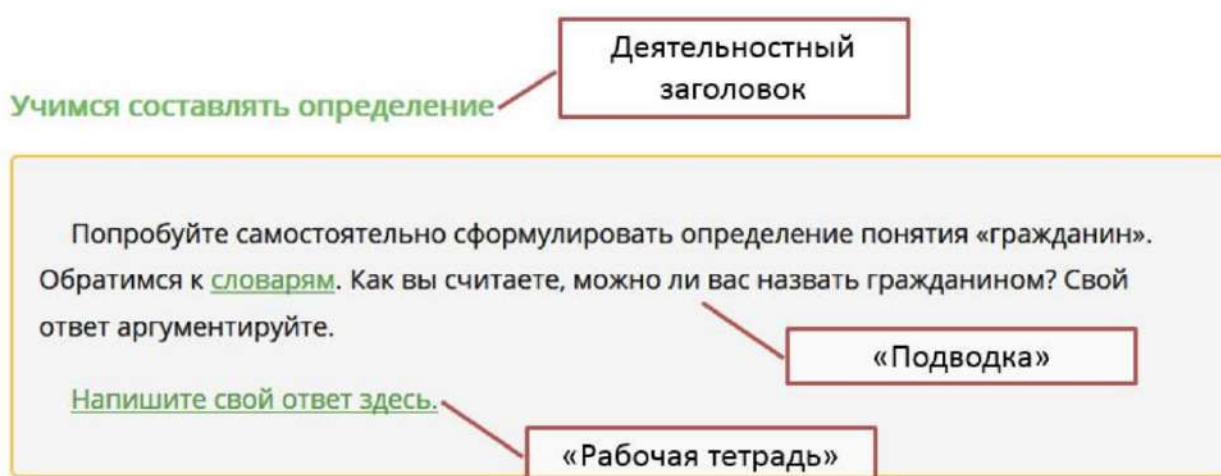 Деятельностный
заголовок
Учимся составлять определение
Попробуйте самостоятельно сформулировать определение понятия «гражданин».
Обратимся к словарям. Как вы считаете, можно ли вас назвать гражданином? Свой
ответ аргументируйте.
«Подводка»
Напишите свой ответ здесь.
«Рабочая тетрадь»